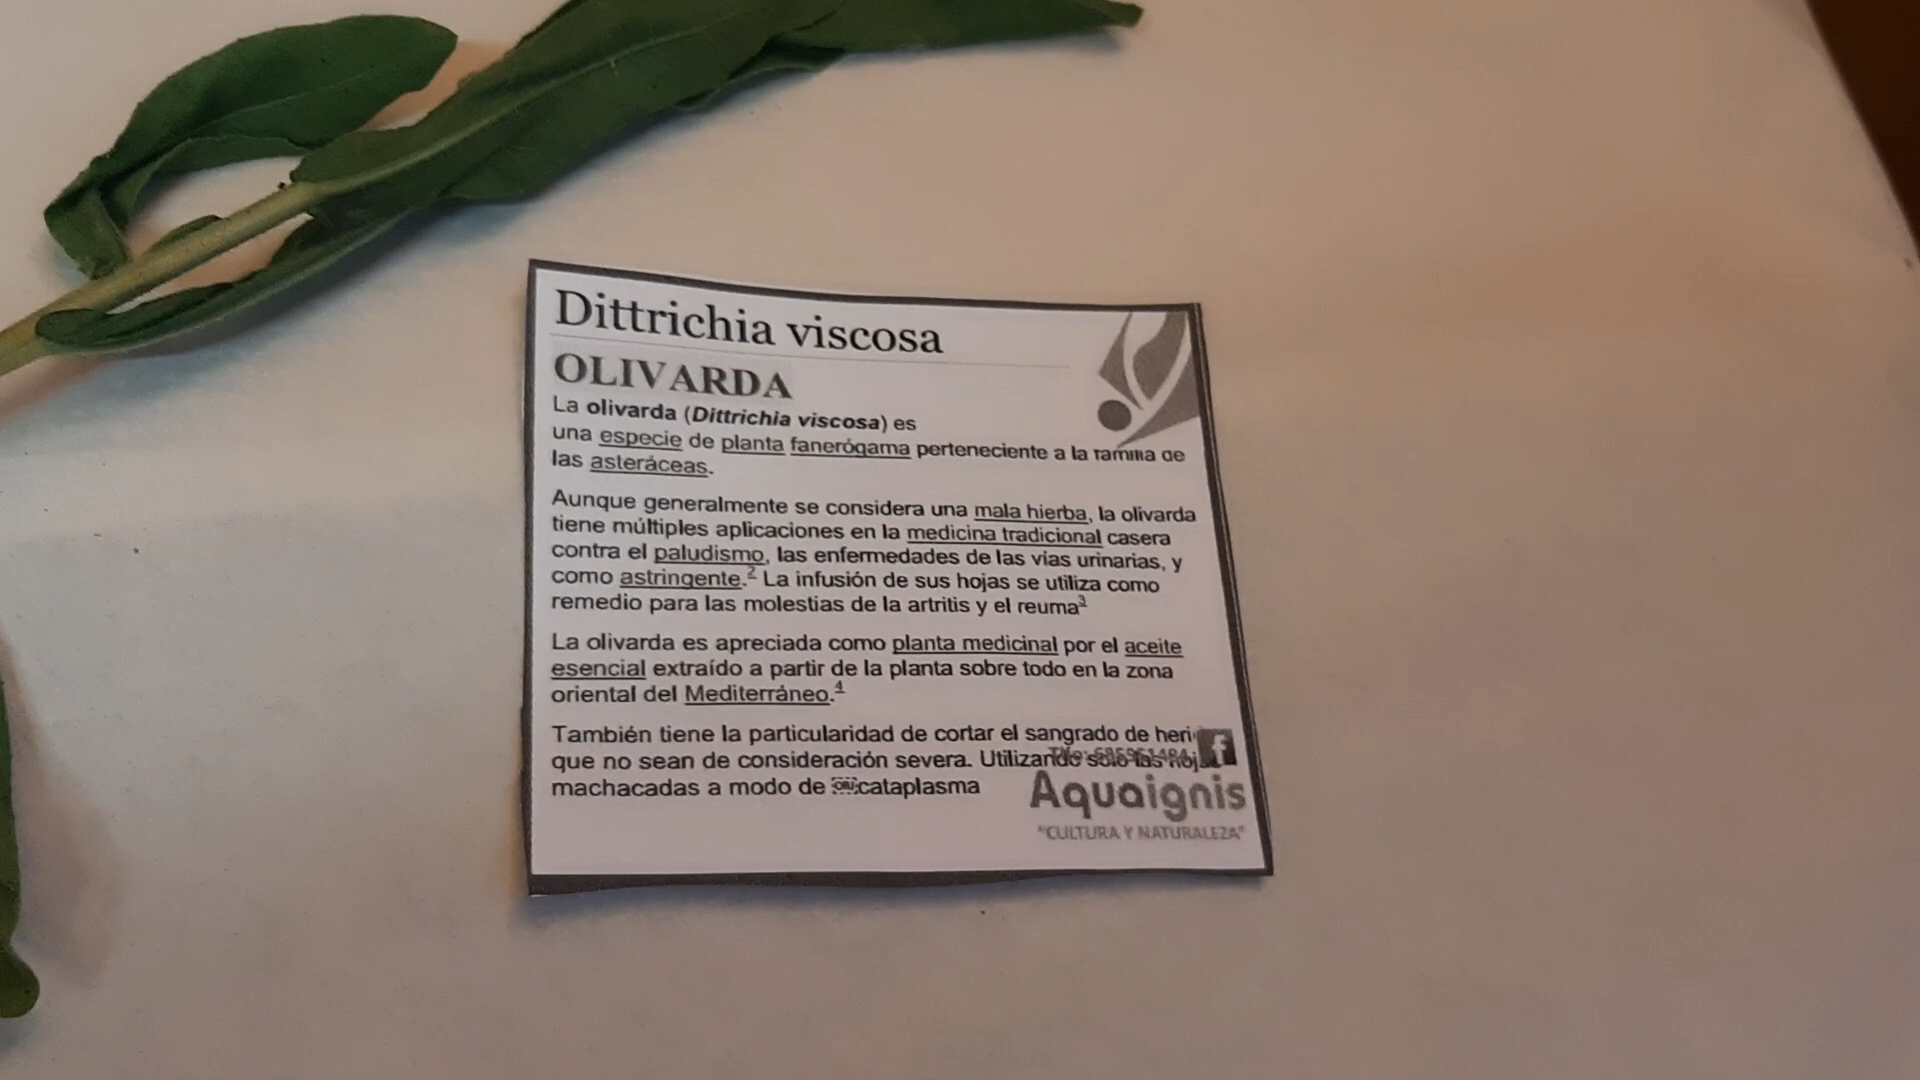 Dittrichia viscosa
OLIVARDA
La olivarda (Dittrichia viscosa) es
una especie de planta fanerógama perteneciente a la familia de
las asteráceas.
Aunque generalmente se considera una mala hierba, la olivarda
tiene múltiples aplicaciones en la medicina tradicional casera
contra el paludismo, las enfermedades de las vías urinarias, y
como astringente.2 La infusión de sus hojas se utiliza como
remedio para las molestias de la artritis y el reuma3
La olivarda es apreciada como planta medicinal por el aceite
esencial extraído a partir de la planta sobre todo en la zona
oriental del Mediterráneo.4
También tiene la particularidad de cortar el sangrado de heri
que no sean de consideración severa. Utilizando solo las hoj
machacadas a modo de cataplasma
f
Aquaignis
"CULTURA Y NATURALEZA"